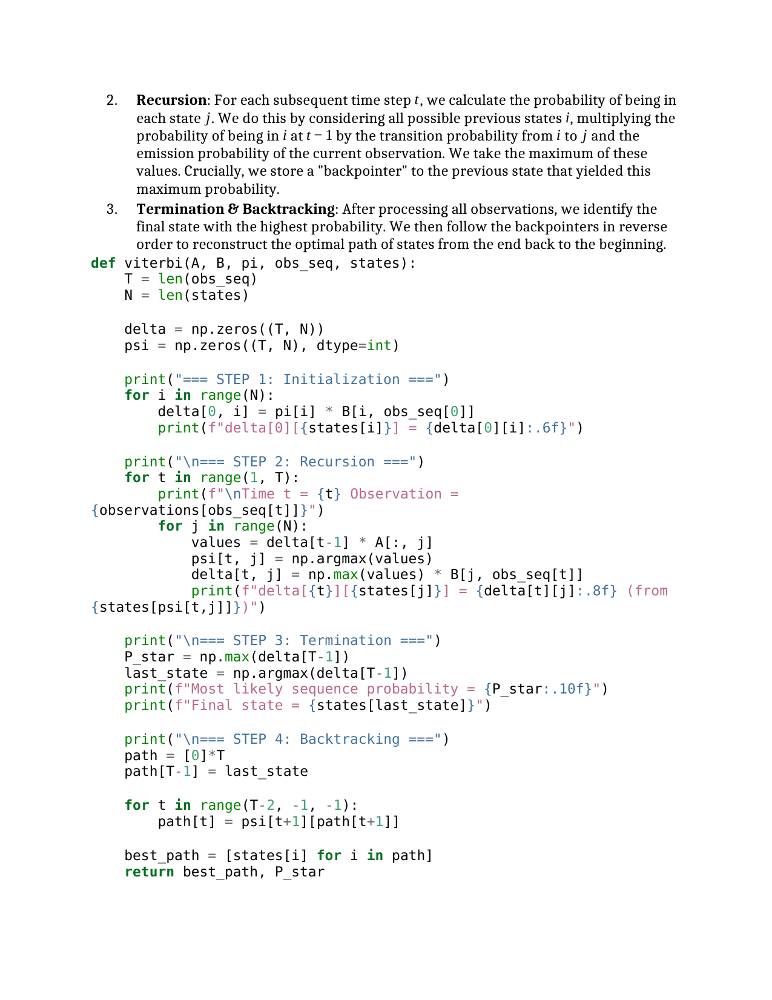 2. Recursion: For each subsequent time step t, we calculate the probability of being in
each state j. We do this by considering all possible previous states i, multiplying the
probability of being in i at t − 1 by the transition probability from i to j and the
emission probability of the current observation. We take the maximum of these
values. Crucially, we store a "backpointer" to the previous state that yielded this
maximum probability.
3. Termination & Backtracking: After processing all observations, we identify the
final state with the highest probability. We then follow the backpointers in reverse
order to reconstruct the optimal path of states from the end back to the beginning.
def viterbi(A, B, pi, obs_seq, states):
    T = len(obs_seq)
    N = len(states)

    delta = np.zeros((T, N))
    psi = np.zeros((T, N), dtype=int)

    print("=== STEP 1: Initialization ===")
    for i in range(N):
        delta[0, i] = pi[i] * B[i, obs_seq[0]]
        print(f"delta[0][{states[i]}] = {delta[0][i]:.6f}")

    print("\n=== STEP 2: Recursion ===")
    for t in range(1, T):
        print(f"\nTime t = {t} Observation =
{observations[obs_seq[t]]}")
        for j in range(N):
            values = delta[t-1] * A[:, j]
            psi[t, j] = np.argmax(values)
            delta[t, j] = np.max(values) * B[j, obs_seq[t]]
            print(f"delta[{t}][{states[j]}] = {delta[t][j]:.8f} (from
{states[psi[t,j]]})")

    print("\n=== STEP 3: Termination ===")
    P_star = np.max(delta[T-1])
    last_state = np.argmax(delta[T-1])
    print(f"Most likely sequence probability = {P_star:.10f}")
    print(f"Final state = {states[last_state]}")

    print("\n=== STEP 4: Backtracking ===")
    path = [0]*T
    path[T-1] = last_state

    for t in range(T-2, -1, -1):
        path[t] = psi[t+1][path[t+1]]

    best_path = [states[i] for i in path]
    return best_path, P_star